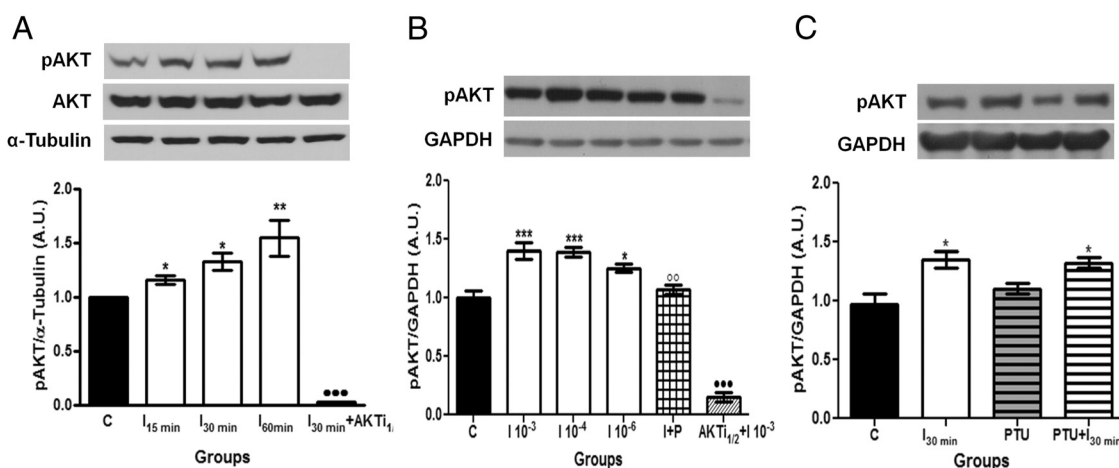 A
pAKT
AKT
α-Tubulin
pAKT/α-Tubulin (A.U.)
2.0
1.5
1.0
0.5
0.0
*
*
**
•••
C I15 min I30 min I60min I30 min+AKTi1/
Groups
B
pAKT
GAPDH
pAKT/GAPDH (A.U.)
2.0
1.5
1.0
0.5
0.0
***
***
*
○○
•••
C I 10-3 I 10-4 I 10-6 I+P AKTi1/2+I 10-3
Groups
C
pAKT
GAPDH
pAKT/GAPDH (A.U.)
2.0
1.5
1.0
0.5
0.0
*
*
C I30 min PTU PTU+I30 min
Groups